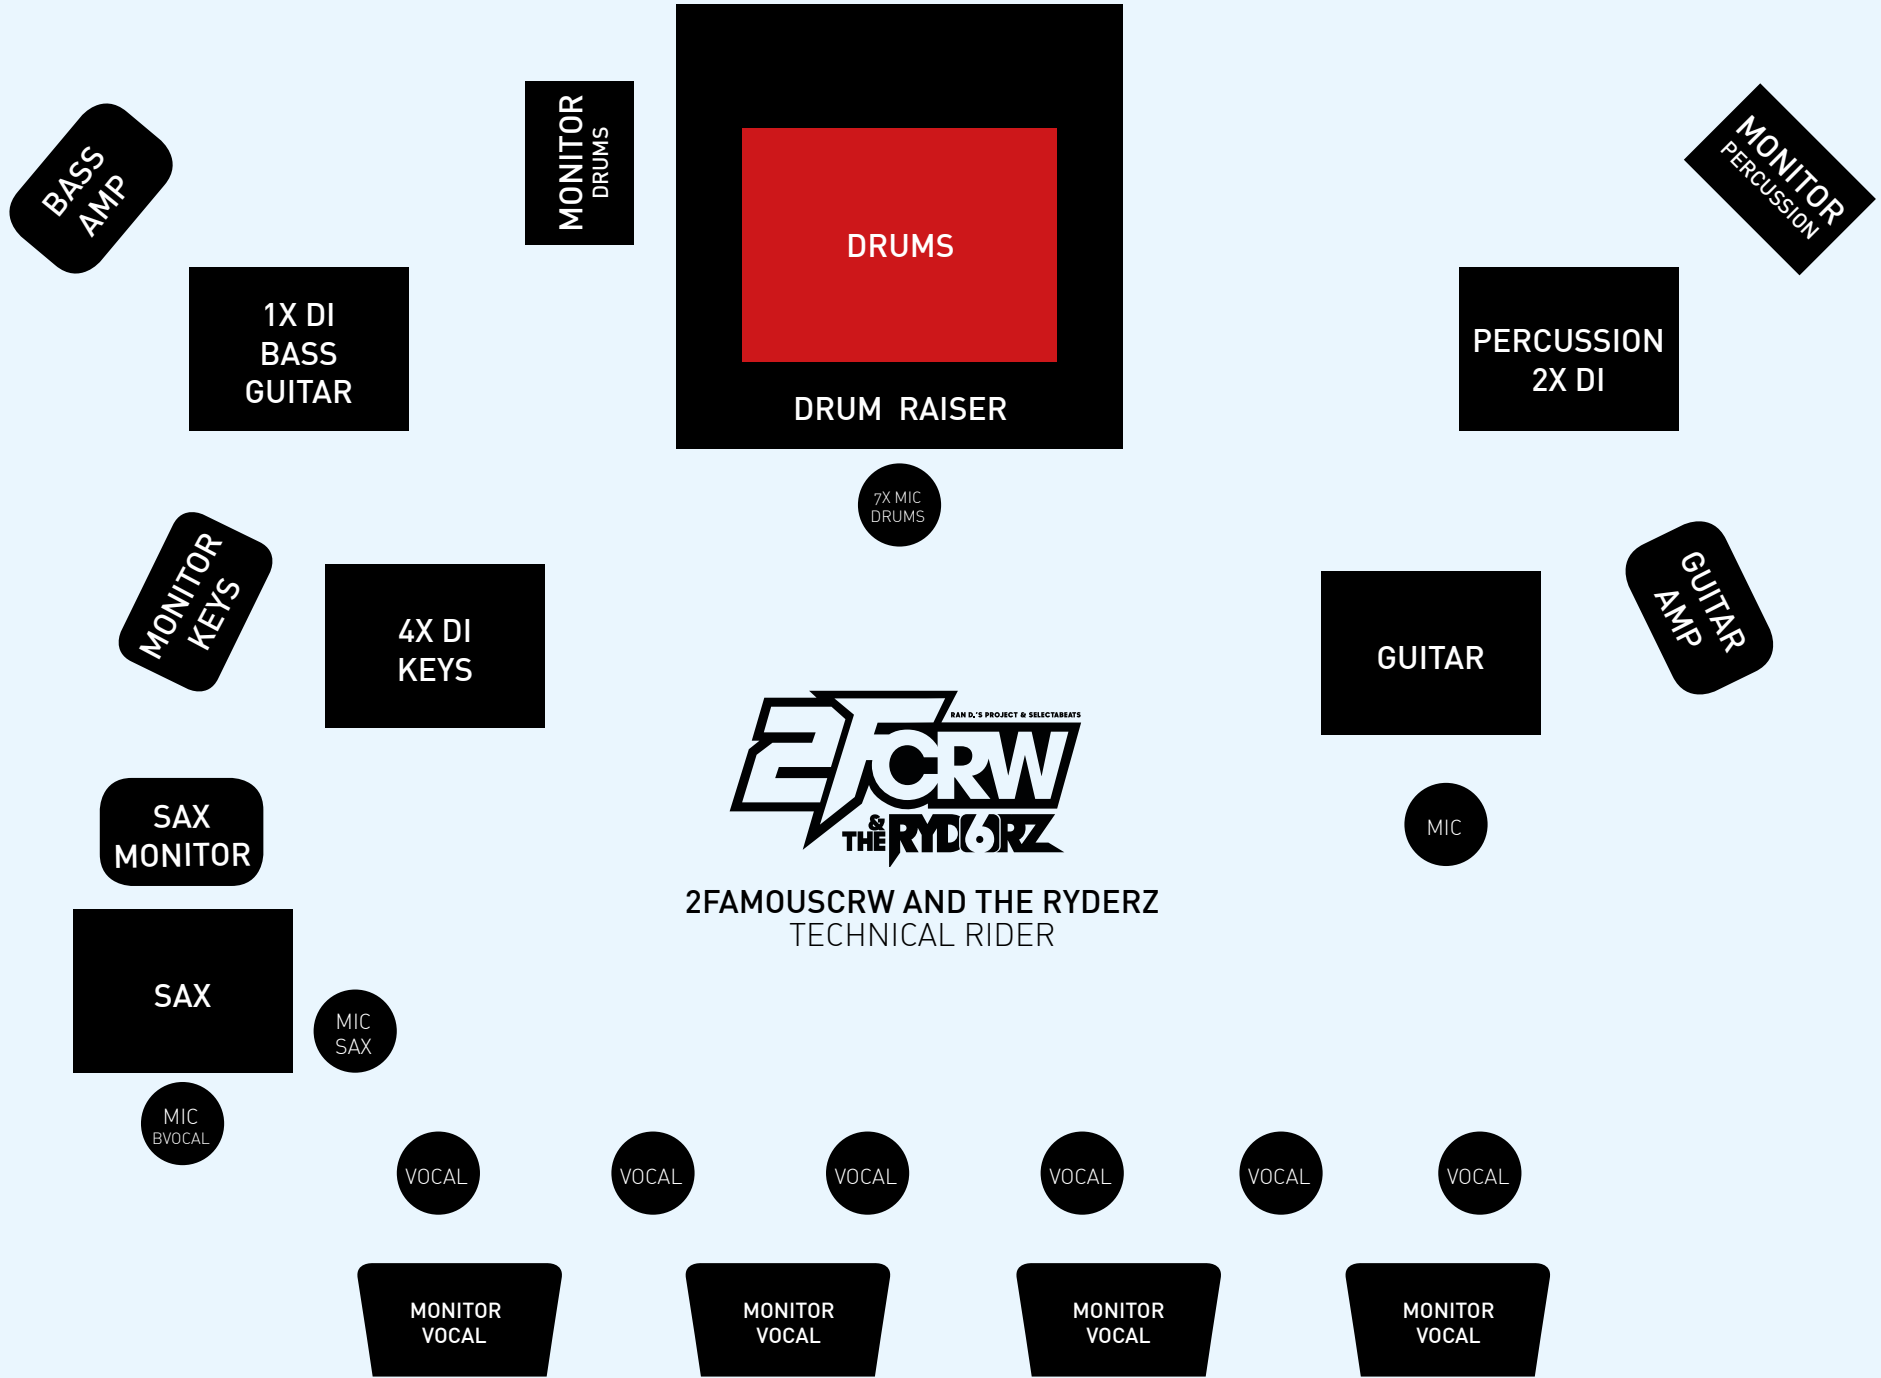 BASS
AMP
MONITOR
DRUMS
DRUMS
DRUM RAISER
MONITOR
PERCUSSION
1X DI
BASS
GUITAR
PERCUSSION
2X DI
7X MIC
DRUMS
MONITOR
KEYS
4X DI
KEYS
GUITAR
GUITAR
AMP
RAN D.'S PROJECT & SELECTABEATS
2FCRW
& THE RYD6RZ
2FAMOUSCRW AND THE RYDERZ
TECHNICAL RIDER
MIC
SAX
MONITOR
SAX
MIC
SAX
MIC
BVOCAL
VOCAL
VOCAL
VOCAL
VOCAL
VOCAL
VOCAL
MONITOR
VOCAL
MONITOR
VOCAL
MONITOR
VOCAL
MONITOR
VOCAL